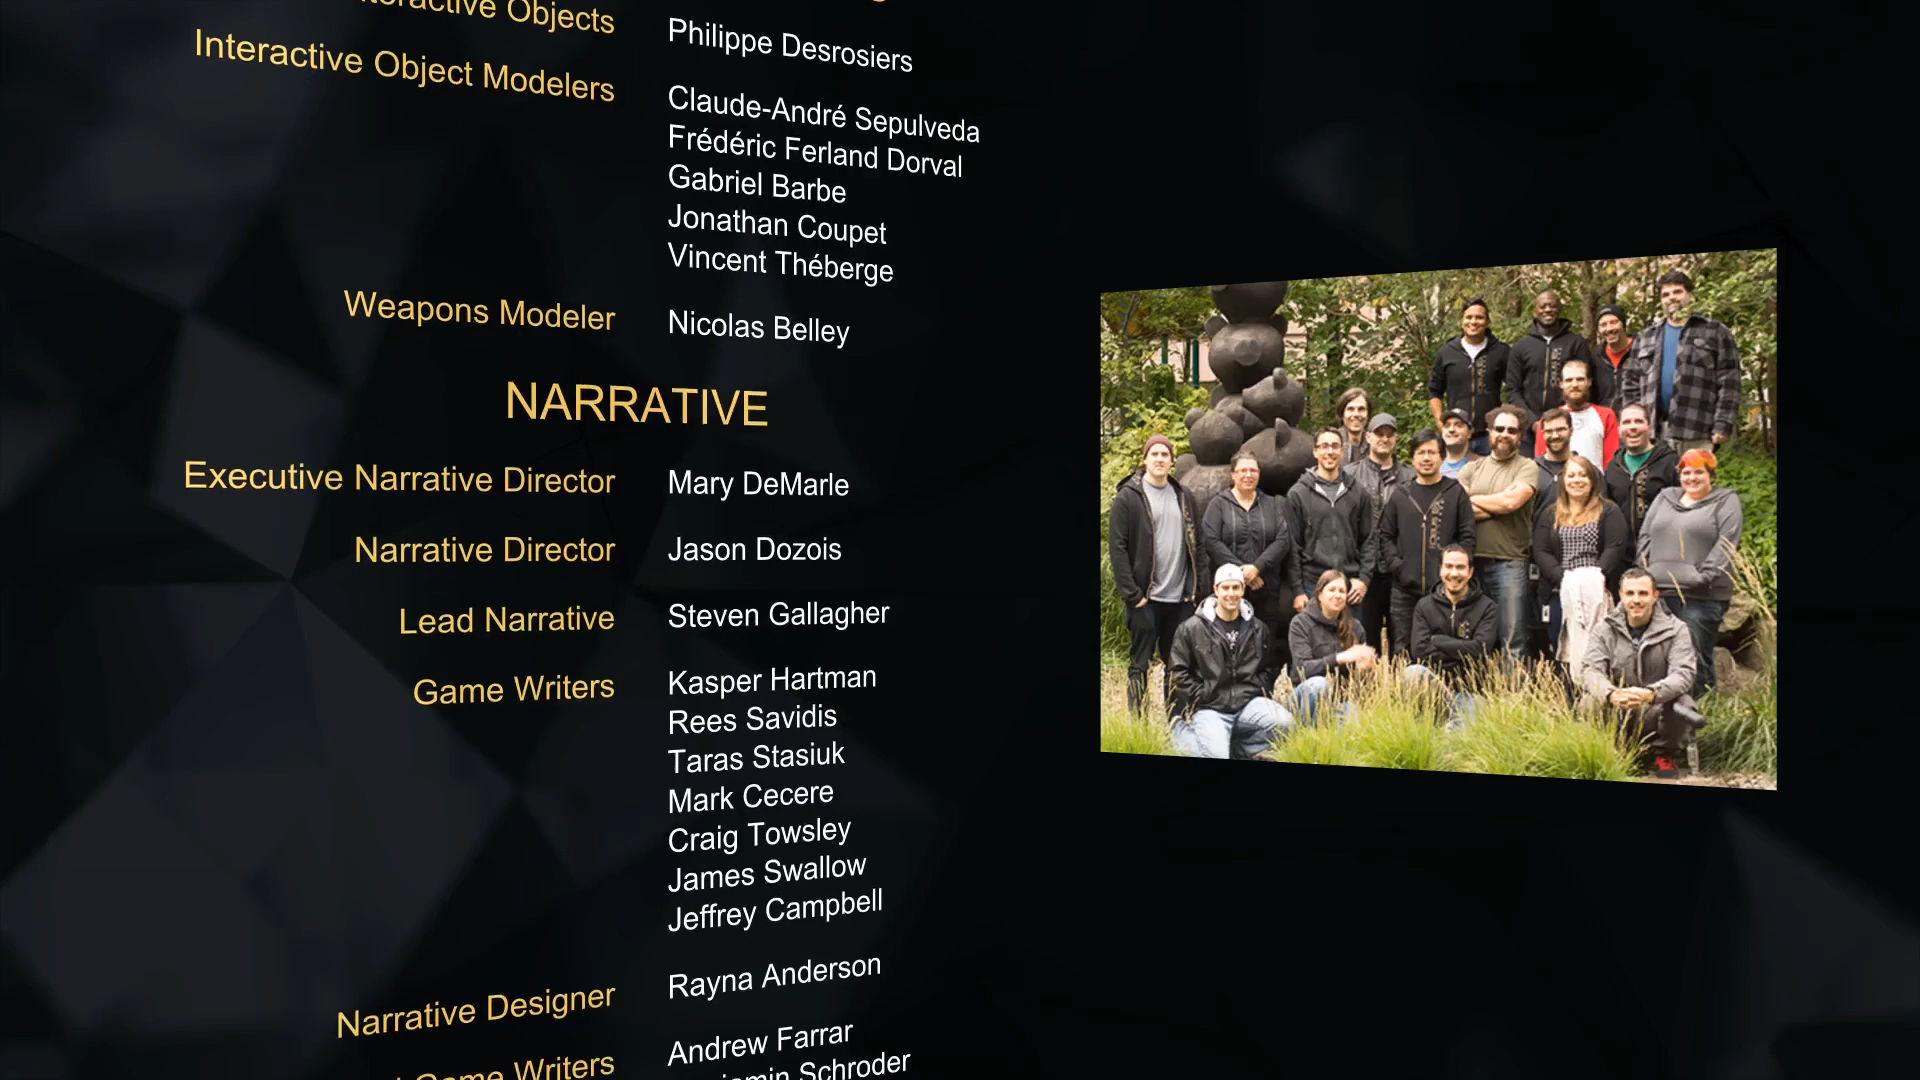 Interactive Objects
Philippe Desrosiers
Interactive Object Modelers
Claude-André Sepulveda
Frédéric Ferland Dorval
Gabriel Barbe
Jonathan Coupet
Vincent Théberge
Weapons Modeler
Nicolas Belley
NARRATIVE
Executive Narrative Director
Mary DeMarle
Narrative Director
Jason Dozois
Lead Narrative
Steven Gallagher
Game Writers
Kasper Hartman
Rees Savidis
Taras Stasiuk
Mark Cecere
Craig Towsley
James Swallow
Jeffrey Campbell
Narrative Designer
Rayna Anderson
Game Writers
Andrew Farrar
Schroder